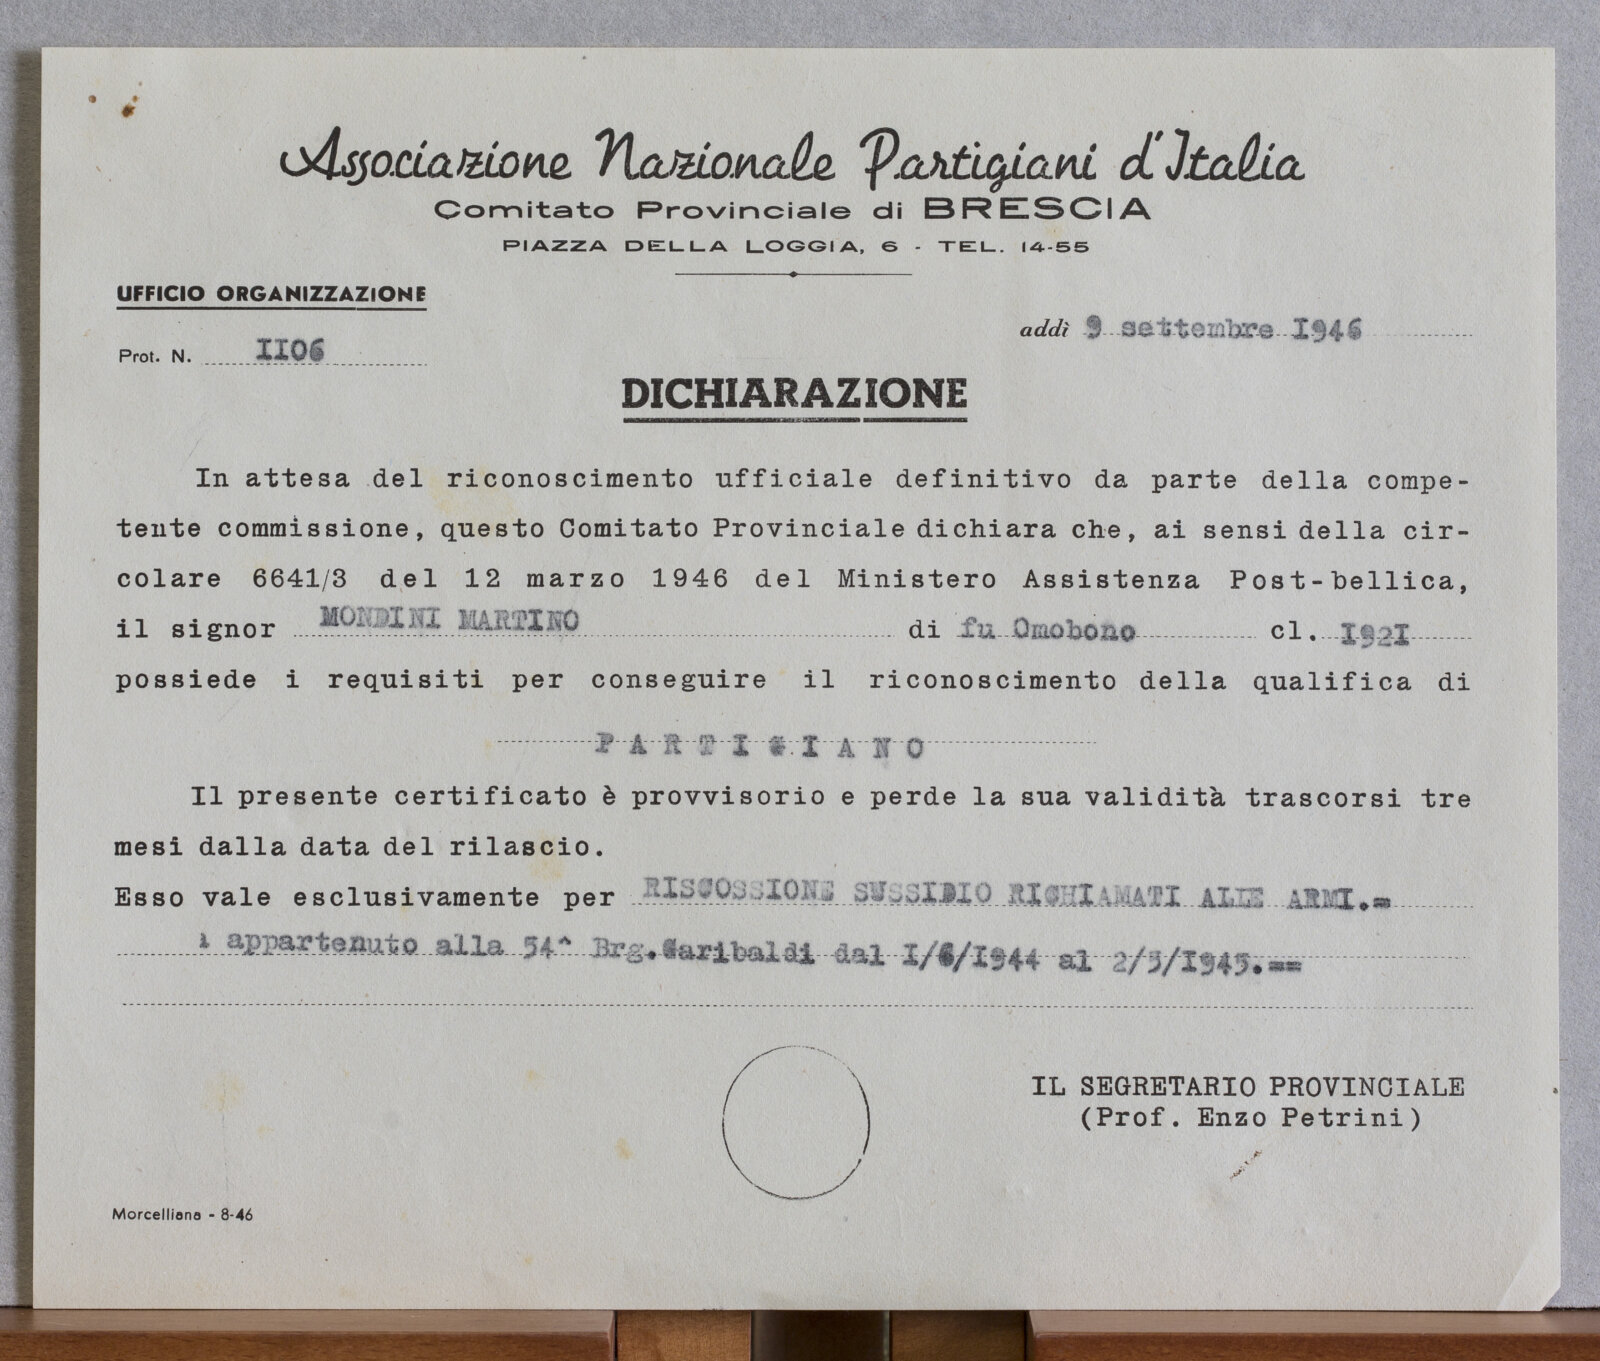 Associazione Nazionale Partigiani d'Italia
Comitato Provinciale di BRESCIA
PIAZZA DELLA LOGGIA, 6 - TEL. 14-55
UFFICIO ORGANIZZAZIONE
addì 9 settembre I946
Prot. N. II06
DICHIARAZIONE
In attesa del riconoscimento ufficiale definitivo da parte della compe-
tente commissione, questo Comitato Provinciale dichiara che, ai sensi della cir-
colare 6641/3 del 12 marzo 1946 del Ministero Assistenza Post-bellica,
il signor MONDINI MARTINO di fu Omobono cl. I92I
possiede i requisiti per conseguire il riconoscimento della qualifica di
PARTIGIANO
Il presente certificato è provvisorio e perde la sua validità trascorsi tre
mesi dalla data del rilascio.
Esso vale esclusivamente per RISCOSSIONE SUSSIDIO RICHIAMATI ALLE ARMI.=
appartenuto alla 54^ Brg.Garibaldi dal I/6/I944 al 2/5/I945.==
IL SEGRETARIO PROVINCIALE
(Prof. Enzo Petrini)
Morcelliana - 8-46